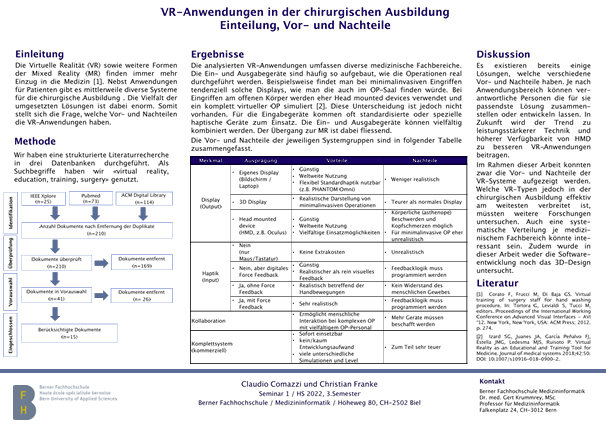 VR-Anwendungen in der chirurgischen Ausbildung
Einteilung, Vor- und Nachteile
Einleitung
Die Virtuelle Realität (VR) sowie weitere Formen
der Mixed Reality (MR) finden immer mehr
Einzug in die Medizin [1]. Nebst Anwendungen
für Patienten gibt es mittlerweile diverse Systeme
für die chirurgische Ausbildung . Die Vielfalt der
umgesetzten Lösungen ist dabei enorm. Somit
stellt sich die Frage, welche Vor- und Nachteilen
die VR-Anwendungen haben.
Methode
Wir haben eine strukturierte Literaturrecherche
in drei Datenbanken durchgeführt. Als
Suchbegriffe haben wir «virtual reality,
education, training, surgery» genutzt.
Identifikation
IEEE Xplore
(n=25)
Pubmed
(n=73)
ACM Digital Library
(n=114)
Anzahl Dokumente nach Entfernung der Duplikate
(n=210)
Überprüfung
Dokumente überprüft
(n=210)
Dokumente entfernt
(n=169)
Vorauswahl
Dokumente in Vorauswahl
(n=41)
Dokumente entfernt
(n= 26)
Eingeschlossen
Berücksichtige Dokumente
(n=15)
Ergebnisse
Die analysierten VR-Anwendungen umfassen diverse medizinische Fachbereiche.
Die Ein- und Ausgabegeräte sind häufig so aufgebaut, wie die Operationen real
durchgeführt werden. Beispielsweise findet man bei minimalinvasiven Eingriffen
tendenziell solche Displays, wie man die auch im OP-Saal finden würde. Bei
Eingriffen am offenen Körper werden eher Head mounted devices verwendet und
ein komplett virtueller OP simuliert [2]. Diese Unterscheidung ist jedoch nicht
vorhanden. Für die Eingabegeräte kommen oft standardisierte oder spezielle
haptische Geräte zum Einsatz. Die Ein- und Ausgabegeräte können vielfältig
kombiniert werden. Der Übergang zur MR ist dabei fliessend.
Die Vor- und Nachteile der jeweiligen Systemgruppen sind in folgender Tabelle
zusammengefasst.
Merkmal Ausprägung Vorteile Nachteile
Display
(Output)
• Eigenes Display
(Bildschirm /
Laptop)
• Günstig
• Weltweite Nutzung
• Flexibel Standardhaptik nutzbar
(z.B. PHANTOM Omni)
• Weniger realistisch
• 3D Display
• Realistische Darstellung von
minimalinvasiven Operationen
• Teurer als normale Displays
• Head mounted
device
(HMD, z.B. Oculus)
• Günstig
• Weltweite Nutzung
• Vielfältige Einsatzmöglichkeiten
• Körperliche (asthenope)
Beschwerden und
Kopfschmerzen möglich
• Für minimalinvasive OP eher
unrealistisch
Haptik
(Input)
• Nein
(nur
Maus/Tastatur)
• Keine Extrakosten
• Unrealistisch
• Nein, aber digitales
Force Feedback
• Günstig
• Realistischer als rein visuelles
Feedback
• Feedbacklogik muss
programmiert werden
• Ja, ohne Force
Feedback
• Realistisch betreffend der
Handbewegungen
• Kein Widerstand des
menschlichen Gewebes
• Ja, mit Force
Feedback
• Sehr realistisch
• Feedbacklogik muss
programmiert werden
Kollaboration
• Ermöglicht menschliche
Interaktion bei komplexen OP
mit vielfältigem OP-Personal
• Mehr Geräte müssen
beschafft werden
Komplettsystem
(kommerziell)
• Sofort einsetzbar
• kein/kaum
Entwicklungsaufwand
• viele unterschiedliche
Simulationen und Level
• Zum Teil sehr teuer
Diskussion
Es existieren bereits einige
Lösungen, welche verschiedene
Vor- und Nachteile haben. Je nach
Anwendungsbereich können ver-
antwortliche Personen die für sie
passendste Lösung zusammen-
stellen oder entwickeln lassen. In
Zukunft wird der Trend zu
leistungsstärkerer Technik und
höherer Verfügbarkeit von HMD
zu besseren VR-Anwendungen
beitragen.
Im Rahmen dieser Arbeit konnten
zwar die Vor- und Nachteile der
VR-Systeme aufgezeigt werden.
Welche VR-Typen jedoch in der
chirurgischen Ausbildung effektiv
am weitesten verbreitet ist,
müssten weitere Forschungen
untersuchen. Auch eine syste-
matische Verteilung je medizi-
nischem Fachbereich könnte inte-
ressant sein. Zudem wurde in
dieser Arbeit weder die Software-
entwicklung noch das 3D-Design
untersucht.
Literatur
[1] Corato F, Frucci M, Di Baja GS. Virtual
training of surgery staff for hand washing
procedure. In: Tortora G, Levialdi S, Tucci M,
editors. Proceedings of the International Working
Conference on Advanced Visual Interfaces - AVI
'12. New York, New York, USA: ACM Press; 2012.
p. 274.
[2] Izard SG, Juanes JA, García Peñalvo FJ,
Estella JMG, Ledesma MJS, Ruisoto P. Virtual
Reality as an Educational and Training Tool for
Medicine. Journal of medical systems 2018;42:50.
DOI: 10.1007/s10916-018-0900-2.
B
F H
Berner Fachhochschule
Haute école spécialisée bernoise
Bern University of Applied Sciences
Claudio Comazzi und Christian Franke
Seminar 1 / HS 2022, 3.Semester
Berner Fachhochschule / Medizininformatik / Höheweg 80, CH-2502 Biel
Kontakt
Berner Fachhochschule Medizininformatik
Dr. med. Gert Krummrey, MSc
Professor für Medizininformatik
Falkenplatz 24, CH-3012 Bern